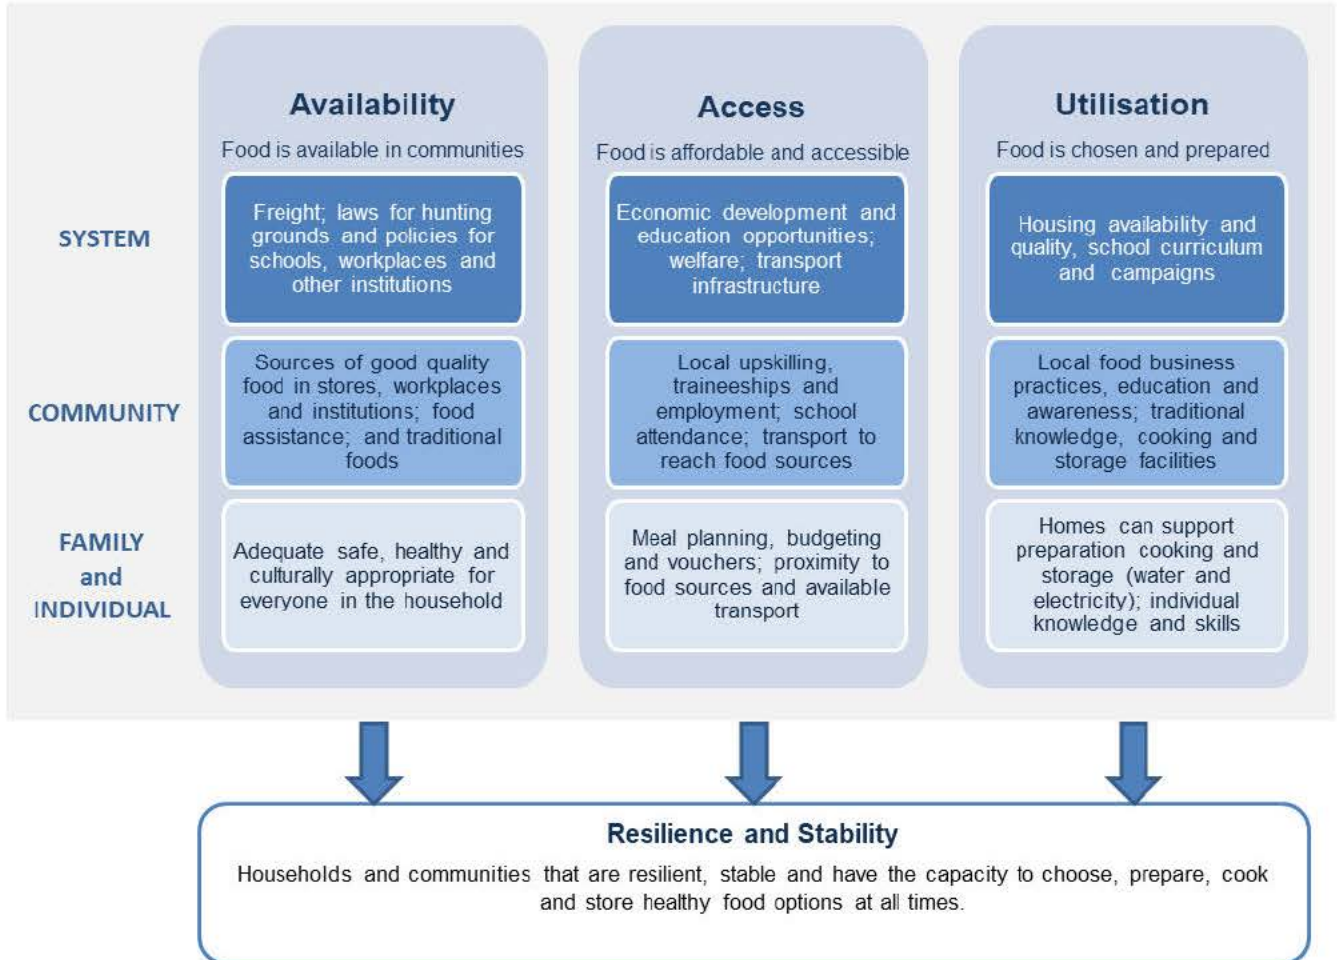 Availability
Food is available in communities
Access
Food is affordable and accessible
Utilisation
Food is chosen and prepared
SYSTEM
Freight; laws for hunting
grounds and policies for
schools, workplaces and
other institutions
Economic development and
education opportunities;
welfare; transport
infrastructure
Housing availability and
quality, school curriculum
and campaigns
COMMUNITY
Sources of good quality
food in stores, workplaces
and institutions; food
assistance; and traditional
foods
Local upskilling,
traineeships and
employment; school
attendance; transport to
reach food sources
Local food business
practices, education and
awareness; traditional
knowledge, cooking and
storage facilities
FAMILY
and
INDIVIDUAL
Adequate safe, healthy and
culturally appropriate for
everyone in the household
Meal planning, budgeting
and vouchers; proximity to
food sources and available
transport
Homes can support
preparation cooking and
storage (water and
electricity); individual
knowledge and skills
Resilience and Stability
Households and communities that are resilient, stable and have the capacity to choose, prepare, cook
and store healthy food options at all times.